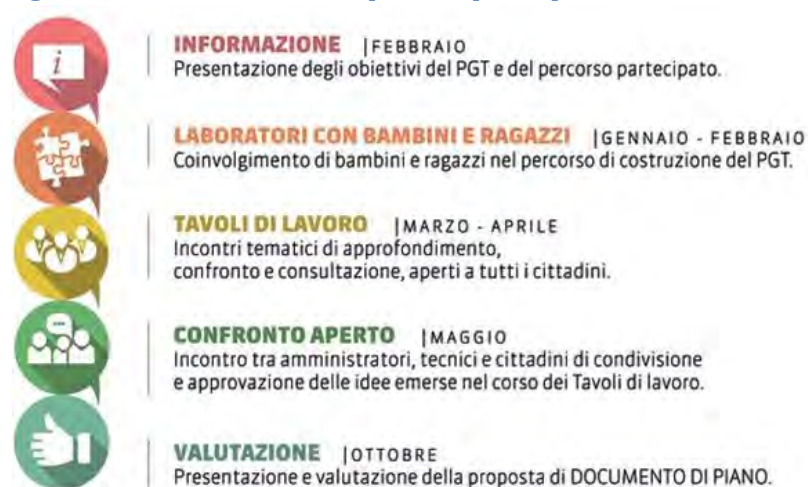 i
INFORMAZIONE | FEBBRAIO
Presentazione degli obiettivi del PGT e del percorso partecipato.
LABORATORI CON BAMBINI E RAGAZZI | GENNAIO - FEBBRAIO
Coinvolgimento di bambini e ragazzi nel percorso di costruzione del PGT.
TAVOLI DI LAVORO | MARZO - APRILE
Incontri tematici di approfondimento,
confronto e consultazione, aperti a tutti i cittadini.
CONFRONTO APERTO | MAGGIO
Incontro tra amministratori, tecnici e cittadini di condivisione
e approvazione delle idee emerse nel corso dei Tavoli di lavoro.
VALUTAZIONE | OTTOBRE
Presentazione e valutazione della proposta di DOCUMENTO DI PIANO.